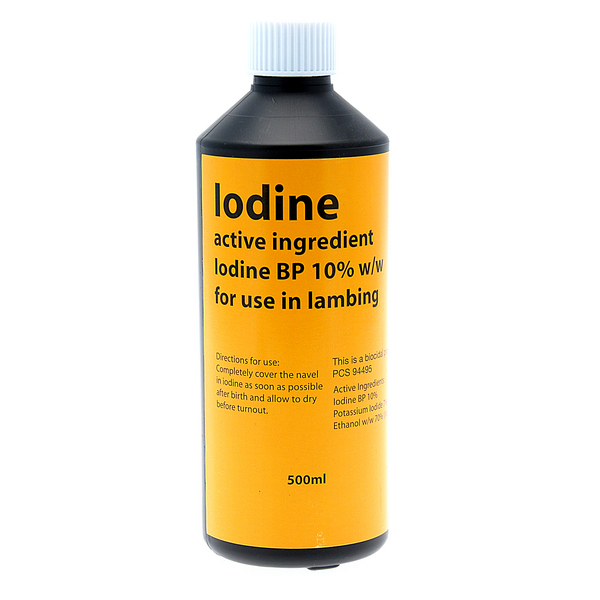 Iodine
active ingredient
Iodine BP 10% w/w
for use in lambing
Directions for use:
Completely cover the navel
in iodine as soon as possible
after birth and allow to dry
before turnout.
This is a biocidal
PCS 94495
Active Ingredients
Iodine BP 10%
Potassium Iodide
Ethanol w/w 70%
500ml